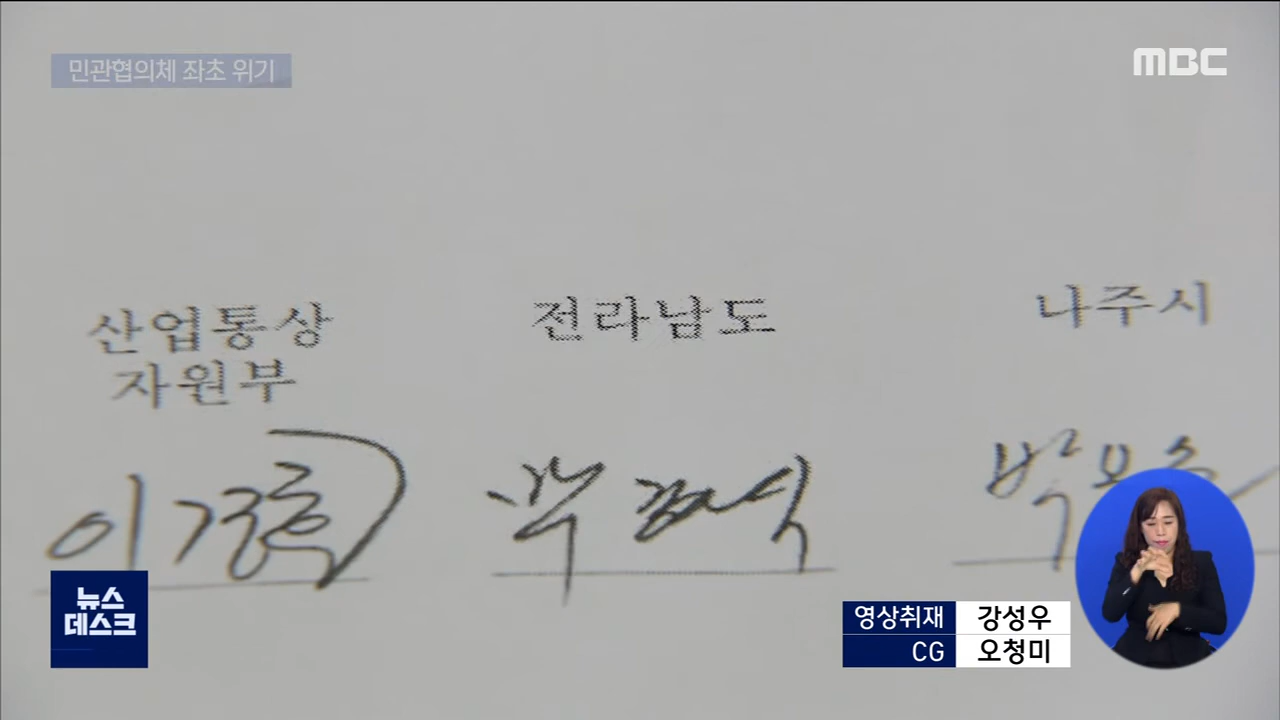 민관협의체 좌초 위기
MBC
산업통상
자원부
전라남도
나주시
뉴스
데스크
영상취재 강성우
CG 오청미